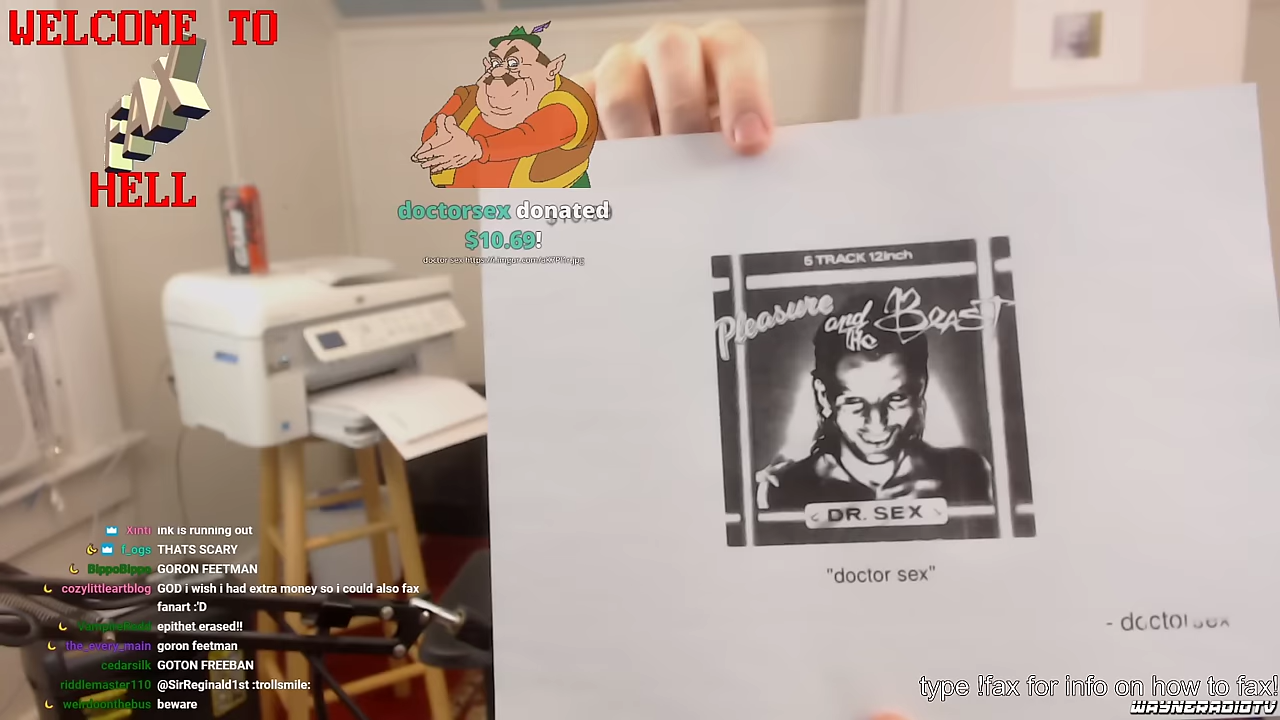 WELCOME TO
FAX
HELL
doctorsex donated
$10.69!
5 TRACK 12inch
Pleasure and the Beast
< DR. SEX >
"doctor sex"
- doctor sex
Xinti ink is running out
f_ogs THATS SCARY
BippoBippo GORON FEETMAN
cozylittleartblog GOD i wish i had extra money so i could also fax
fanart :'D
epithet erased!!
the_every_main goron feetman
cedarsilk GOTON FREEBAN
riddlemaster110 @SirReginald1st :trollsmile:
weirdoonthebus beware
type !fax for info on how to fax!
WAYNERADIOTV